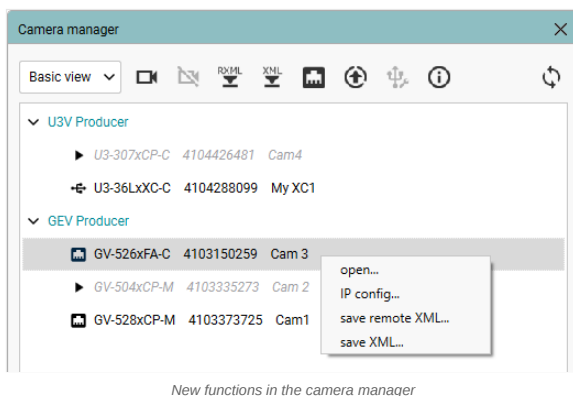 Camera manager
Basic view RXML XML
U3V Producer
U3-307xCP-C 4104426481 Cam4
U3-36LxXC-C 4104288099 My XC1
GEV Producer
GV-526xFA-C 4103150259 Cam 3
open...
GV-504xCP-M 4103335273 Cam 2
IP config...
GV-528xCP-M 4103373725 Cam1
save remote XML...
save XML...
New functions in the camera manager